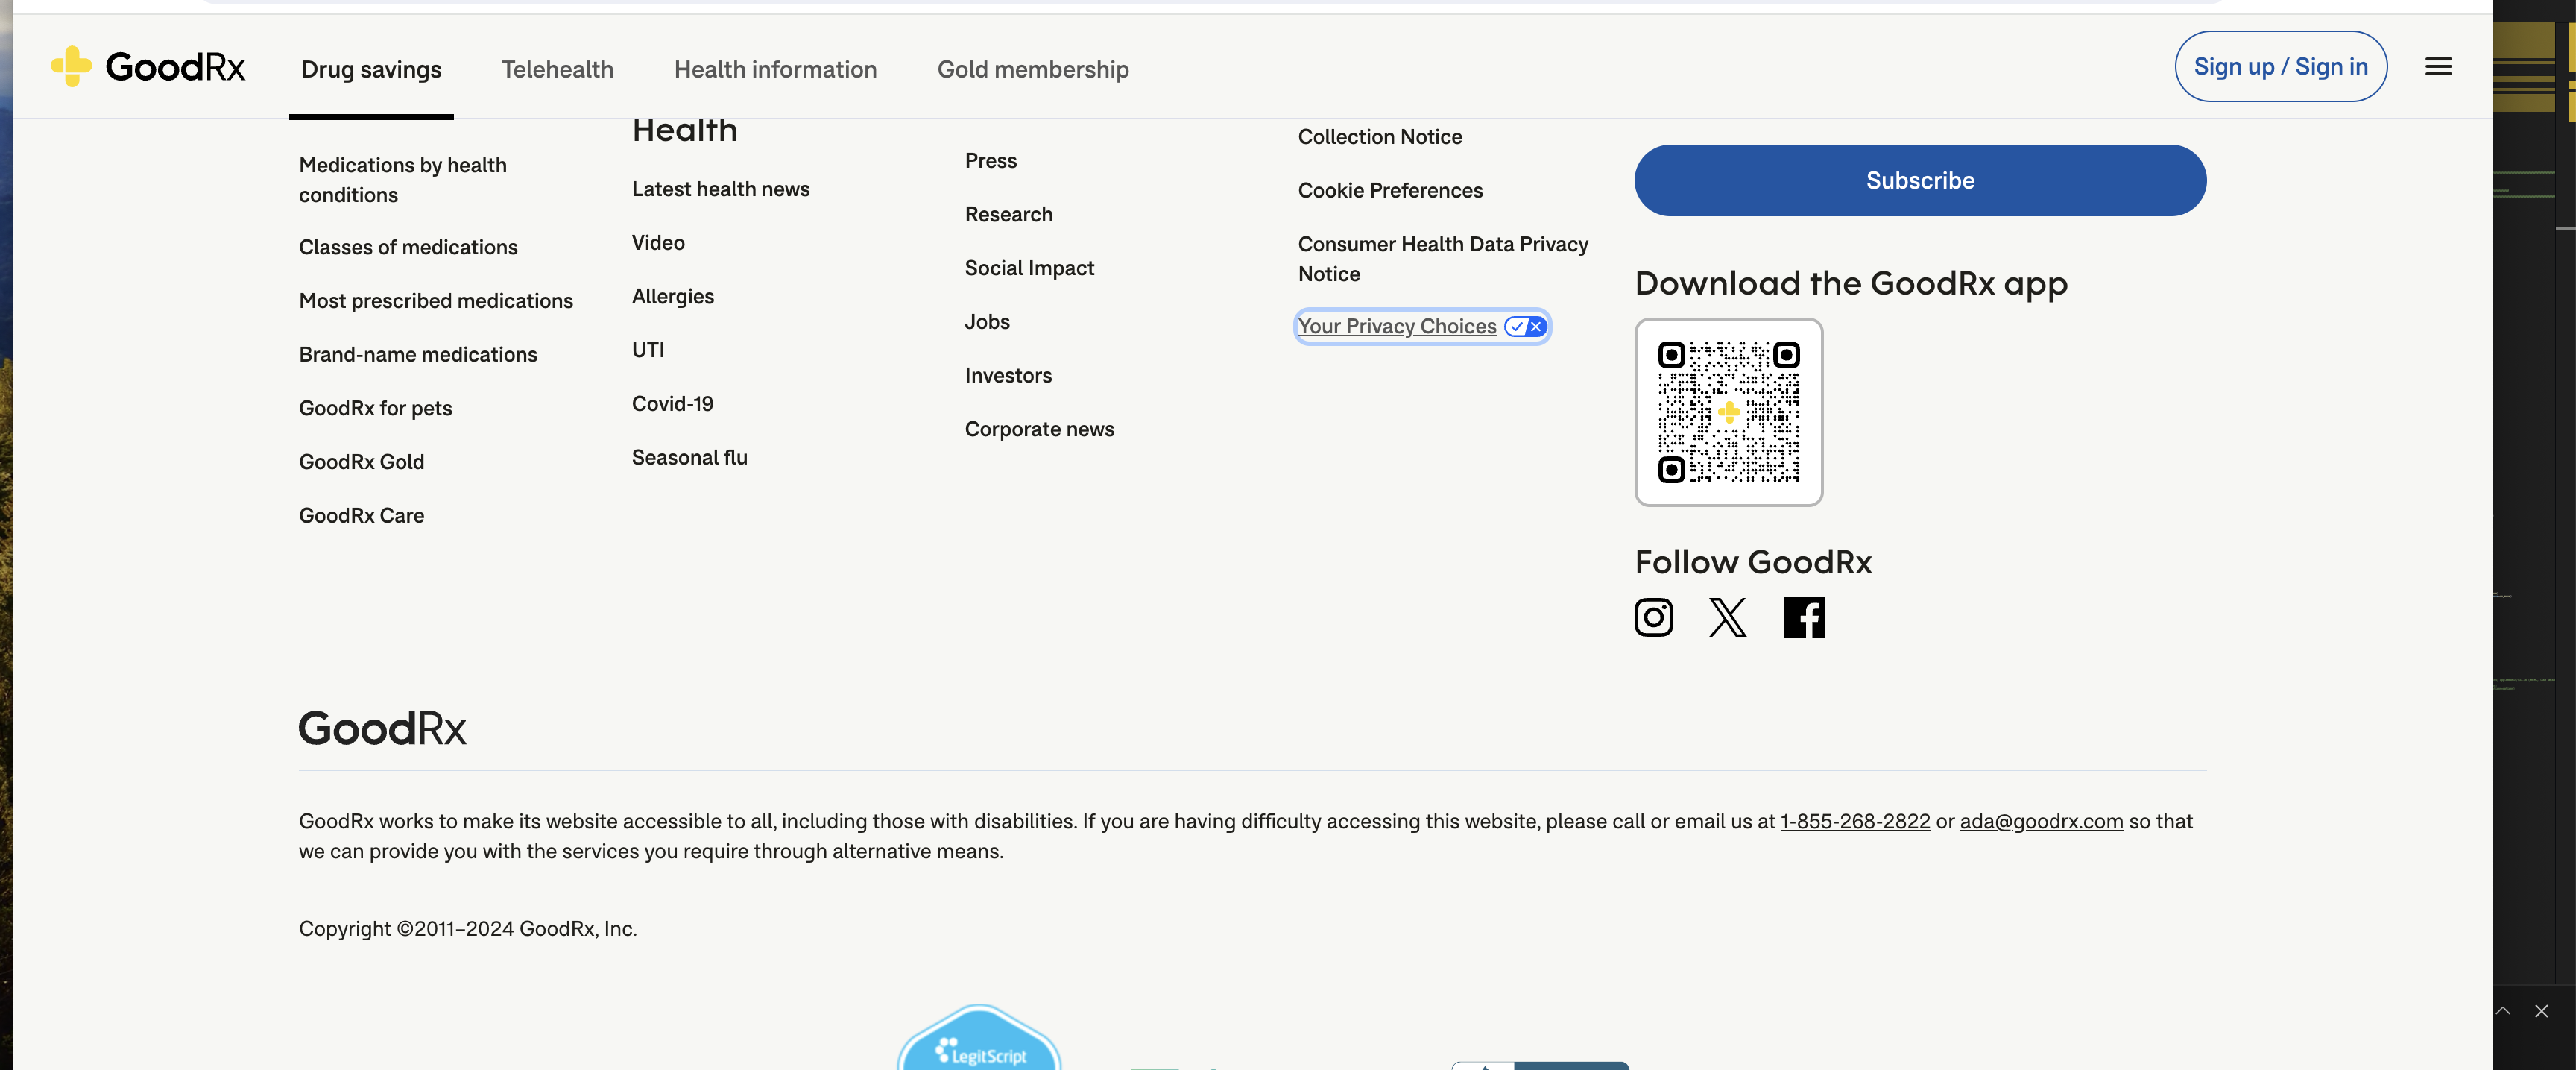 GoodRx
Drug savings
Telehealth
Health information
Gold membership
Sign up / Sign in
Medications by health
conditions
Classes of medications
Most prescribed medications
Brand-name medications
GoodRx for pets
GoodRx Gold
GoodRx Care
Health
Latest health news
Video
Allergies
UTI
Covid-19
Seasonal flu
Press
Research
Social Impact
Jobs
Investors
Corporate news
Collection Notice
Cookie Preferences
Consumer Health Data Privacy
Notice
Your Privacy Choices
Subscribe
Download the GoodRx app
Follow GoodRx
GoodRx
GoodRx works to make its website accessible to all, including those with disabilities. If you are having difficulty accessing this website, please call or email us at 1-855-268-2822 or ada@goodrx.com so that
we can provide you with the services you require through alternative means.
Copyright ©2011–2024 GoodRx, Inc.
LegitScript